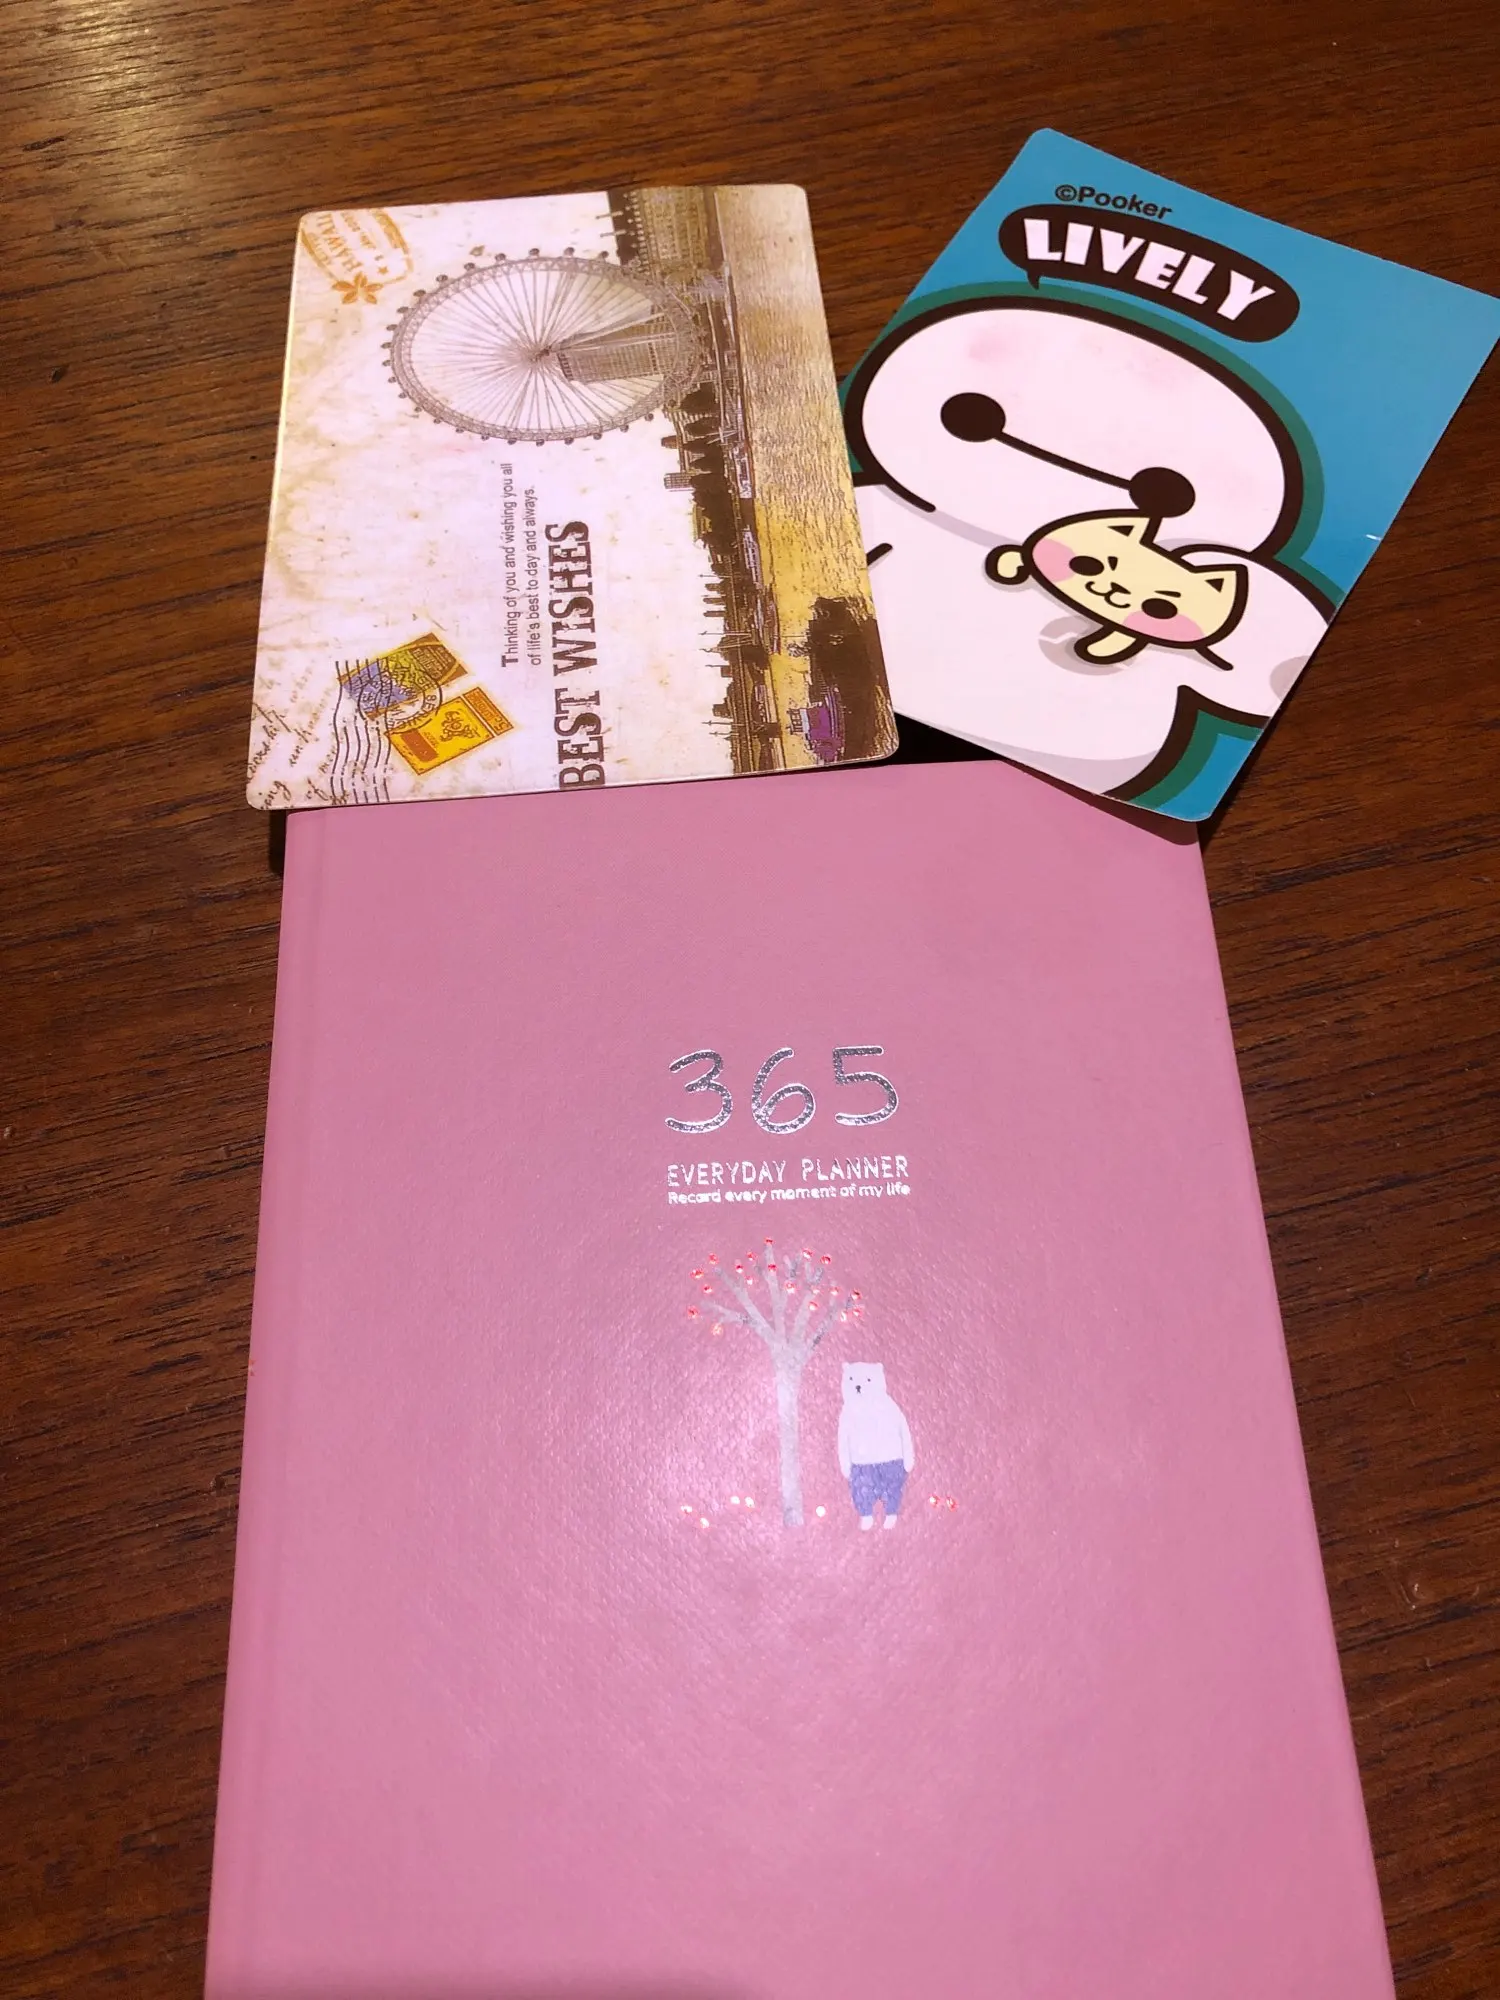 ©Pooker
LIVELY
HAWAII
Thinking of you and wishing you all
of life's best to day and always.
BEST WISHES
365
EVERYDAY PLANNER
Record every moment of my life